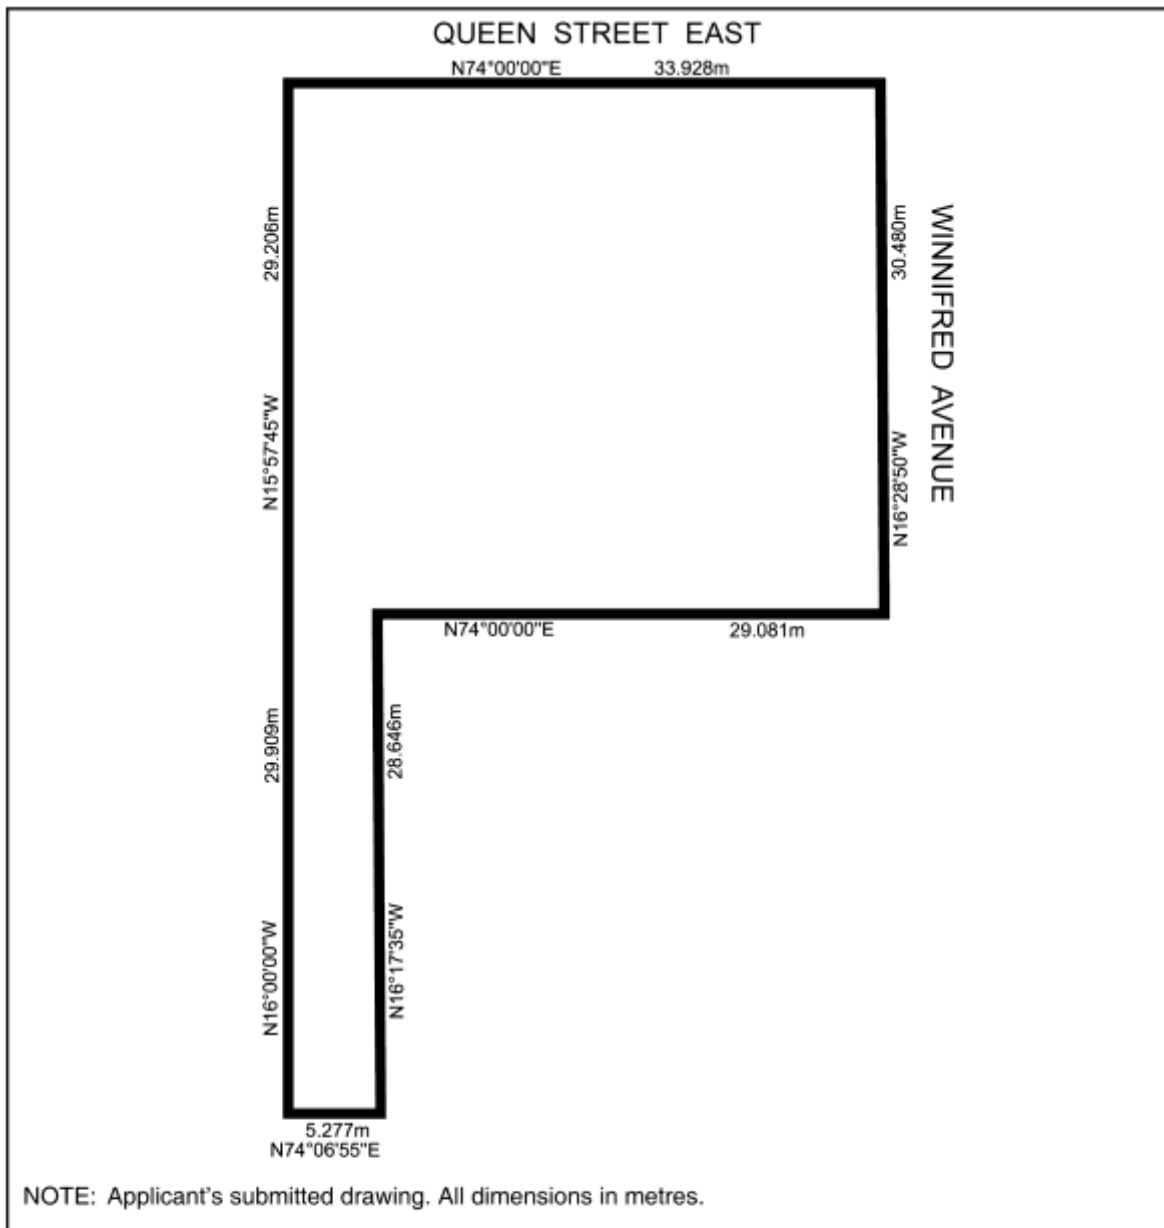 QUEEN STREET EAST
N74°00'00"E 33.928m
29.206m
N15°57'45"W
30.480m
N16°28'50"W
WINNIFRED AVENUE
N74°00'00"E 29.081m
29.909m
N16°00'00"W
28.646m
N16°17'35"W
5.277m
N74°06'55"E
NOTE: Applicant's submitted drawing. All dimensions in metres.